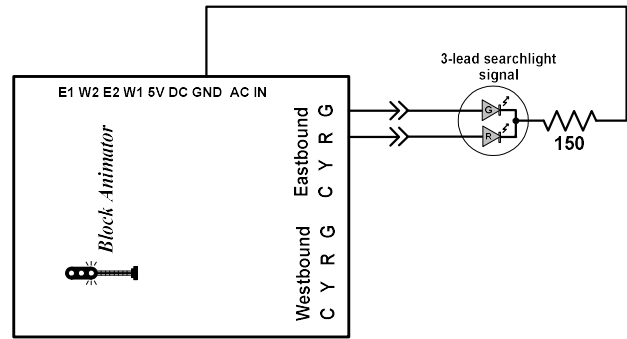 3-lead searchlight
signal
E1 W2 E2 W1 5V DC GND AC IN
Eastbound
G
R
Y
C
G
R
150
Block Animator
Westbound
G
R
Y
C